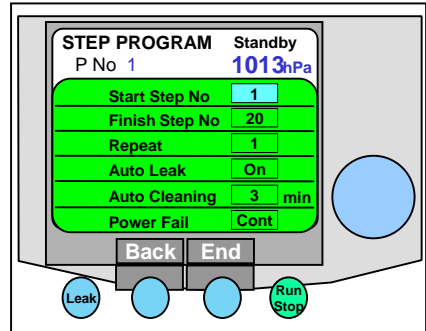 STEP PROGRAM Standby
P No 1 1013hPa
Start Step No 1
Finish Step No 20
Repeat 1
Auto Leak On
Auto Cleaning 3 min
Power Fail Cont
Back End
Leak Run
Stop